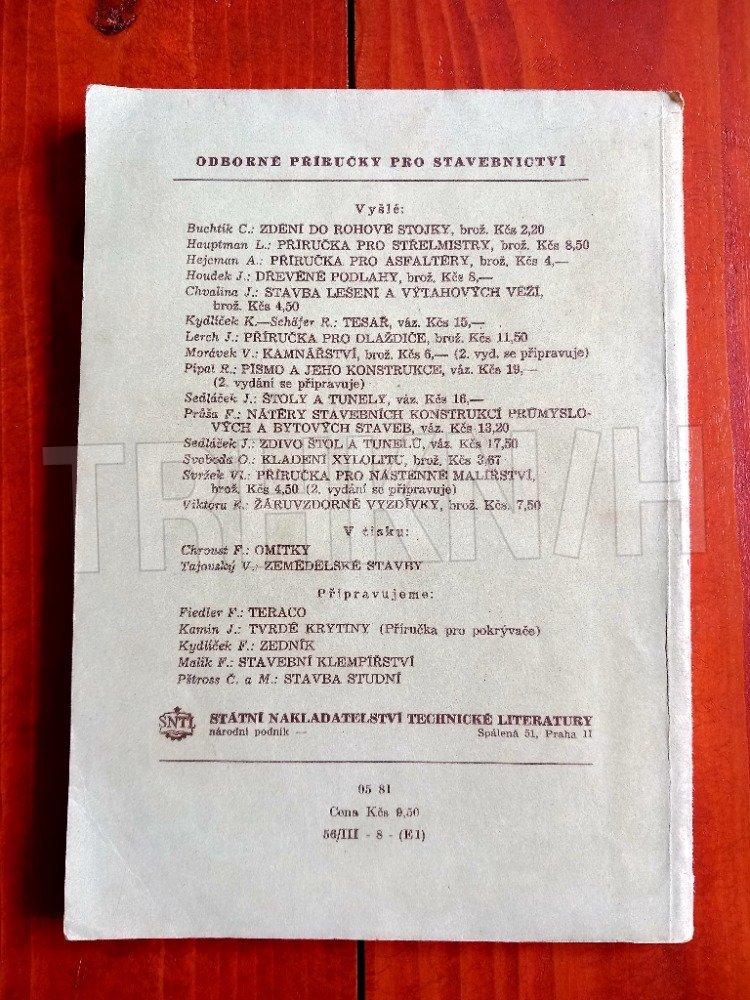 ODBORNÉ PŘÍRUČKY PRO STAVEBNICTVÍ
Vyšlé:
Buchtík C.: ZDĚNÍ DO ROHOVÉ STOJKY, brož. Kčs 2,20
Hauptman L.: PŘÍRUČKA PRO STŘELMISTRY, brož. Kčs 8,50
Hejcman A.: PŘÍRUČKA PRO ASFALTÉRY, brož. Kčs 4,—
Houdek J.: DŘEVĚNÉ PODLAHY, brož. Kčs 8,—
Chvalina J.: STAVBA LEŠENÍ A VÝTAHOVÝCH VĚŽÍ,
brož. Kčs 4,50
Kydlíček K.—Schäfer R.: TESAŘ, váz. Kčs 15,—
Lerch J.: PŘÍRUČKA PRO DLAŽDIČE, brož. Kčs 11,50
Morávek V.: KAMNÁŘSTVÍ, brož. Kčs 6,— (2. vyd. se připravuje)
Pípal R.: PÍSMO A JEHO KONSTRUKCE, váz. Kčs 19,—
(2. vydání se připravuje)
Sedláček J.: ŠTOLY A TUNELY, váz. Kčs 16,—
Průša F.: NÁTĚRY STAVEBNÍCH KONSTRUKCÍ PRŮMYSLO-
VÝCH A BYTOVÝCH STAVEB, váz. Kčs 13,20
Sedláček J.: ZDIVO ŠTOL A TUNELŮ, váz. Kčs 17,50
Svoboda O.: KLADENÍ XYLOLITU, brož. Kčs 3,67
Svržek Vl.: PŘÍRUČKA PRO NÁSTĚNNÉ MALÍŘSTVÍ,
brož. Kčs 4,50 (2. vydání se připravuje)
Viktora K.: ŽÁRUVZDORNÉ VYZDÍVKY, brož. Kčs. 7,50
V tisku:
Chroust F.: OMÍTKY
Tajovský V.: ZEMĚDĚLSKÉ STAVBY
Připravujeme:
Fiedler F.: TERACO
Kamin J.: TVRDÉ KRYTINY (Příručka pro pokrývače)
Kydlíček F.: ZEDNÍK
Malík F.: STAVEBNÍ KLEMPÍŘSTVÍ
Pštross Č. a M.: STAVBA STUDNÍ
SNTL STÁTNÍ NAKLADATELSTVÍ TECHNICKÉ LITERATURY
národní podnik — Spálená 51, Praha II
05 81
Cena Kčs 9,50
56/III - 8 - (E1)